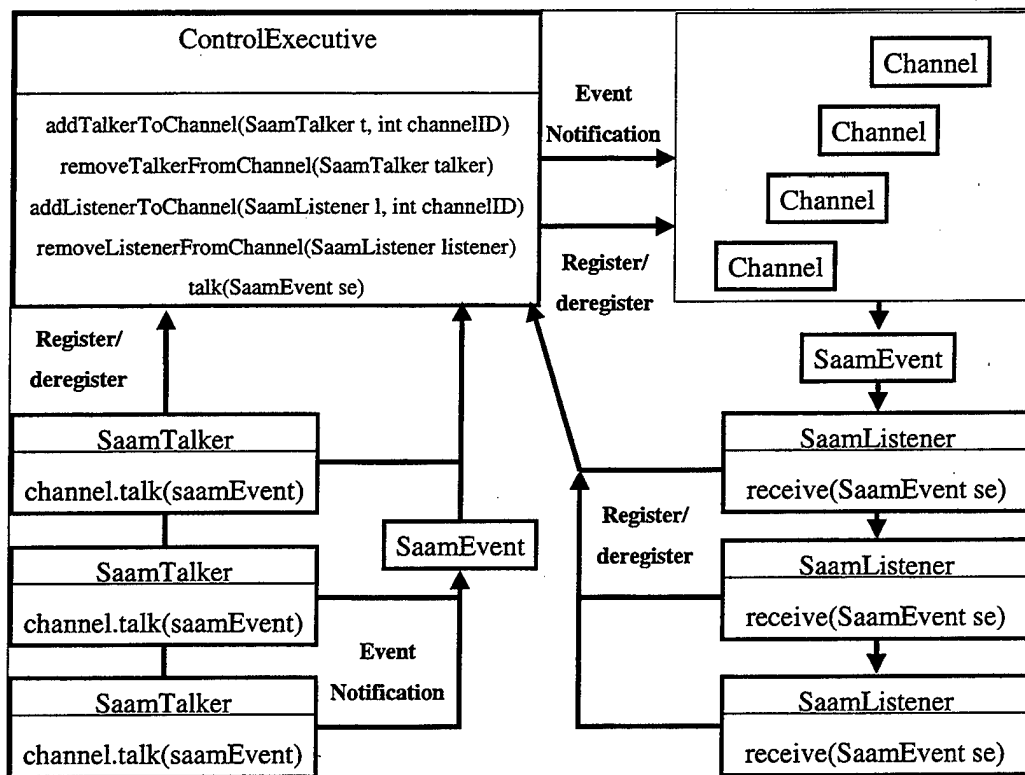 ControlExecutive
addTalkerToChannel(SaamTalker t, int channelID)
removeTalkerFromChannel(SaamTalker talker)
addListenerToChannel(SaamListener l, int channelID)
removeListenerFromChannel(SaamListener listener)
talk(SaamEvent se)
Event
Notification
Register/
deregister
Channel
Channel
Channel
Channel
SaamEvent
Register/
deregister
SaamTalker
channel.talk(saamEvent)
SaamTalker
channel.talk(saamEvent)
SaamTalker
channel.talk(saamEvent)
SaamEvent
Event
Notification
Register/
deregister
SaamListener
receive(SaamEvent se)
SaamListener
receive(SaamEvent se)
SaamListener
receive(SaamEvent se)